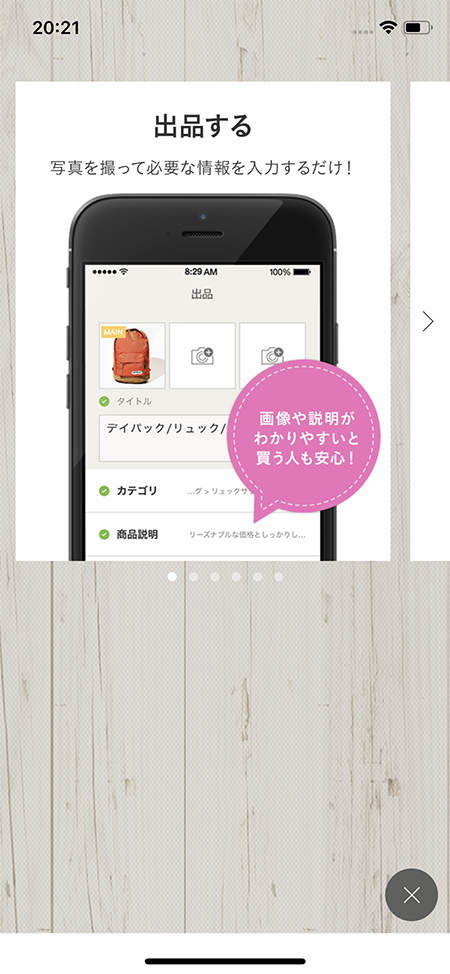 20:21
出品する
写真を撮って必要な情報を入力するだけ！
8:29 AM
100%
出品
MAIN
タイトル
デイパック/リュック/
画像や説明が
わかりやすいと
買う人も安心！
カテゴリ
...グ > リュックサ
商品説明
リーズナブルな価格としっかりし...